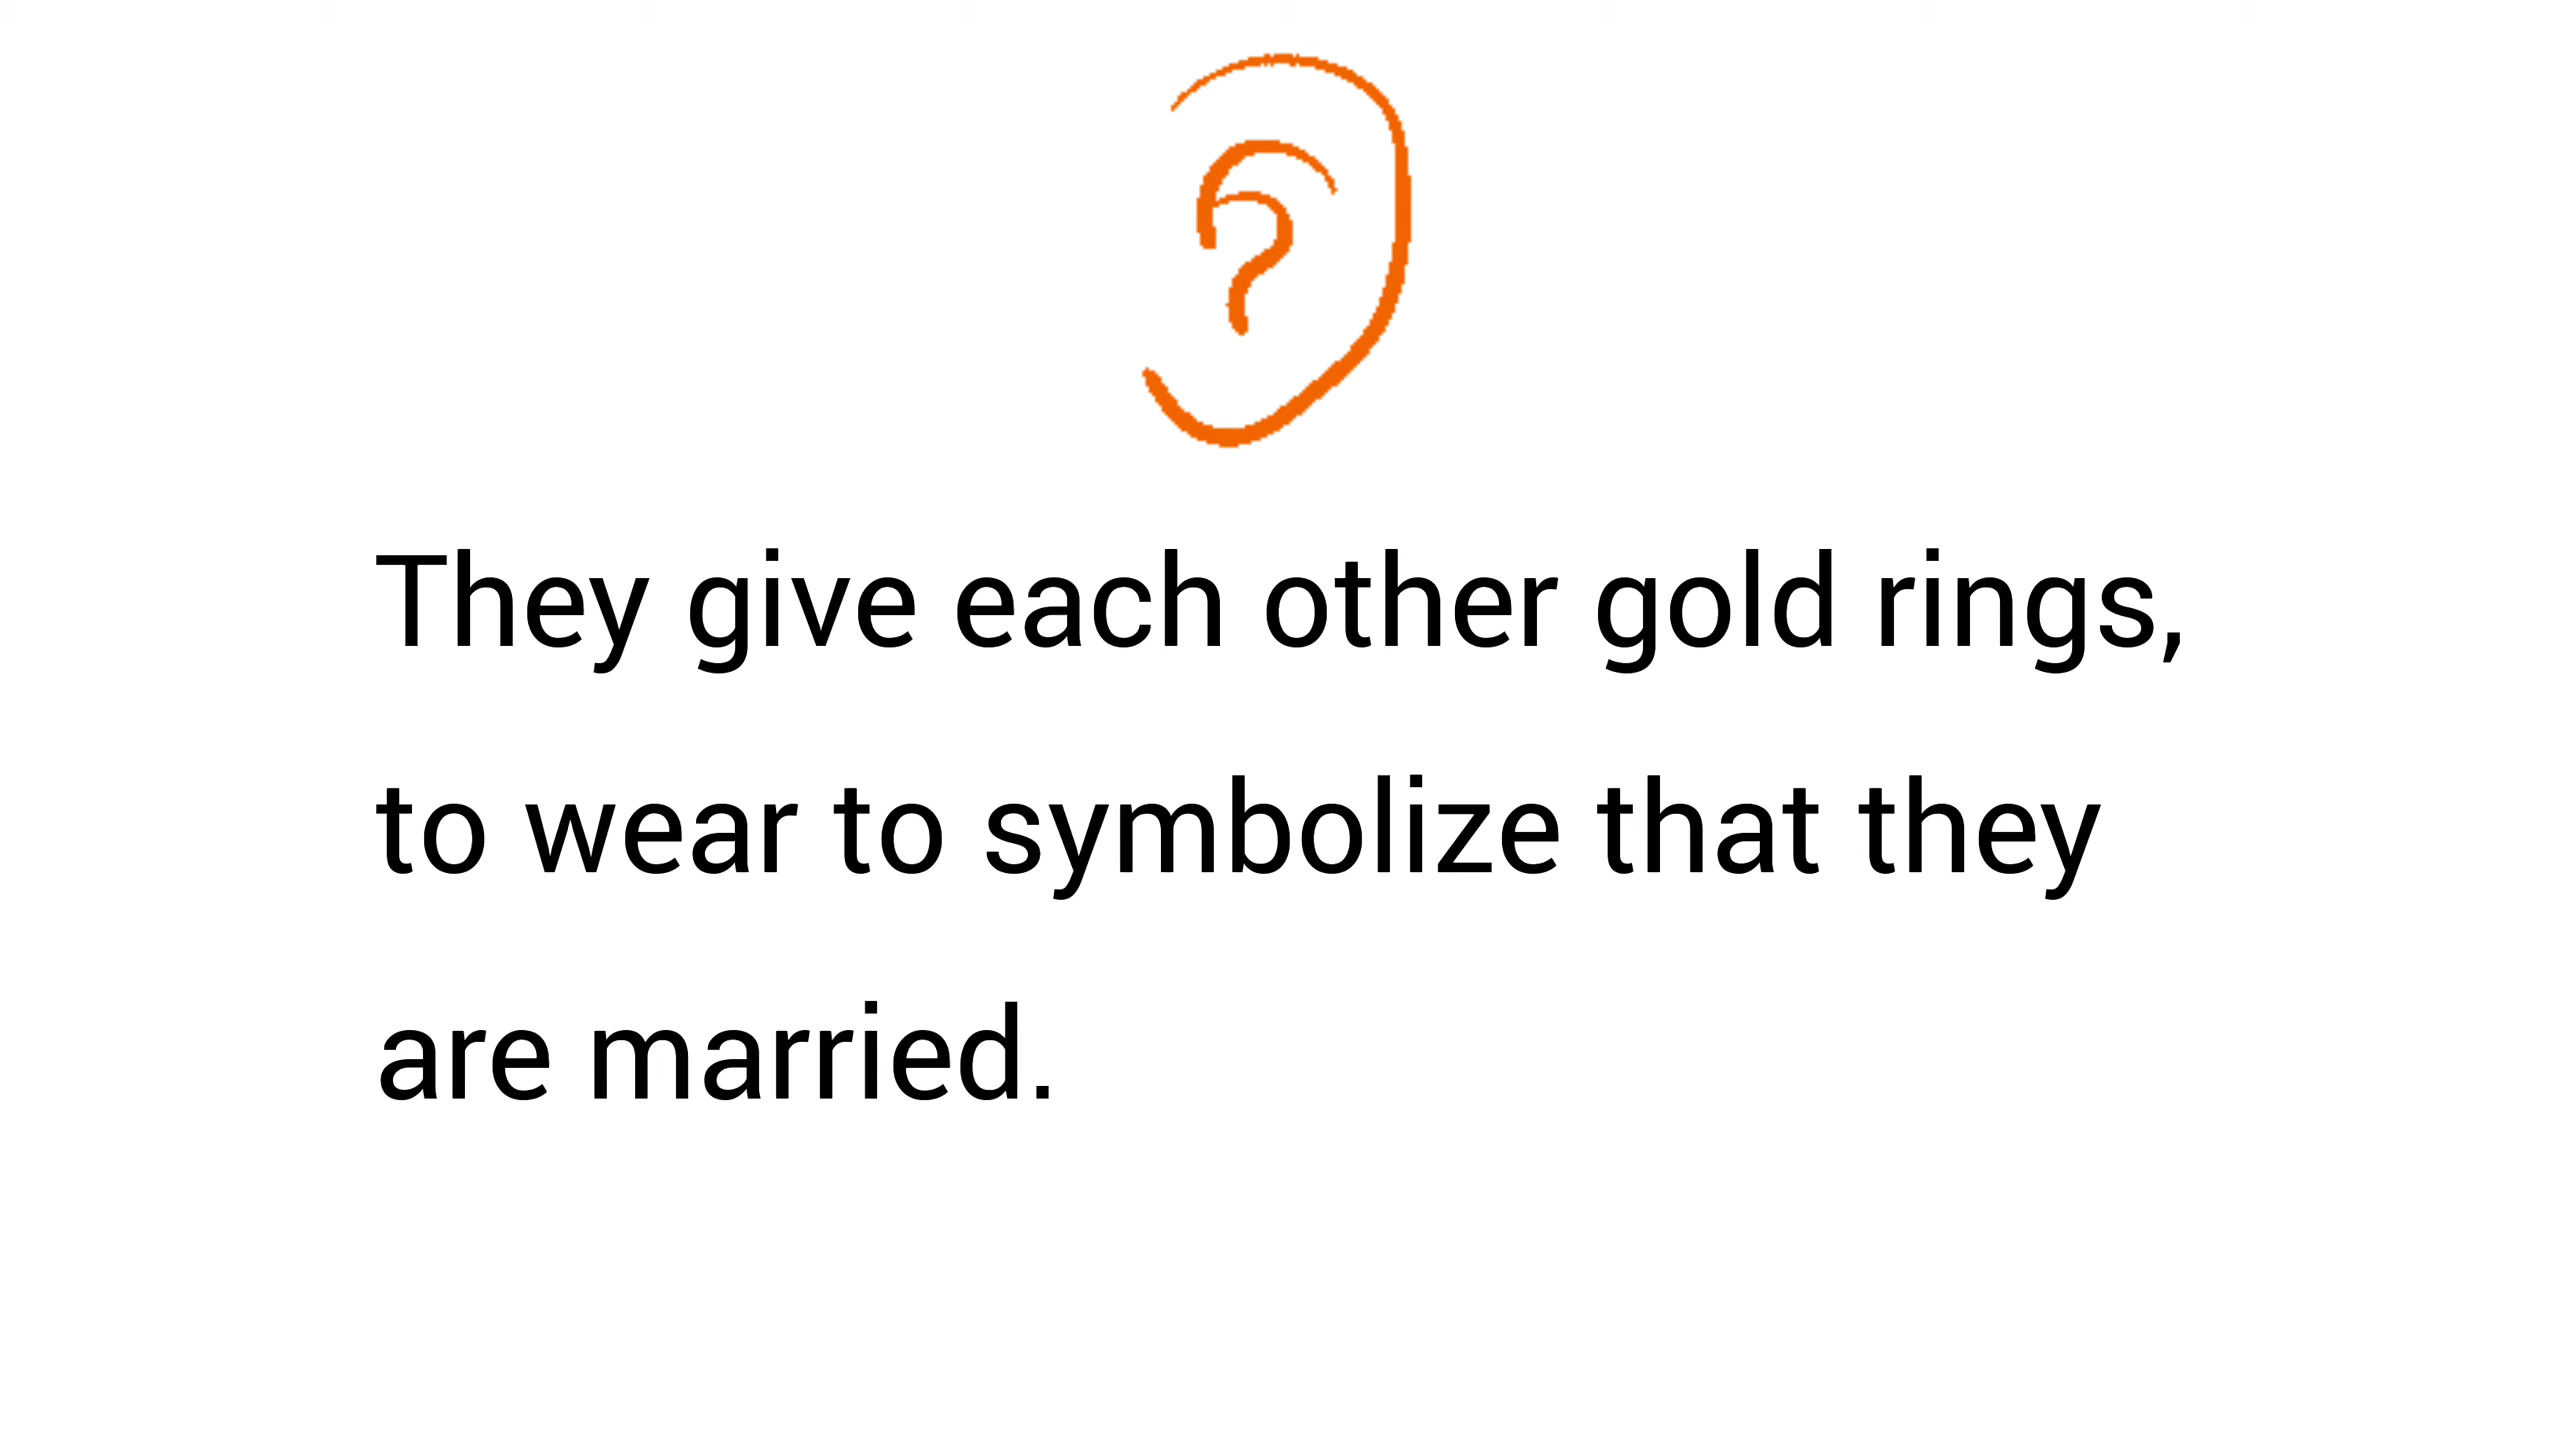 They give each other gold rings,
to wear to symbolize that they
are married.